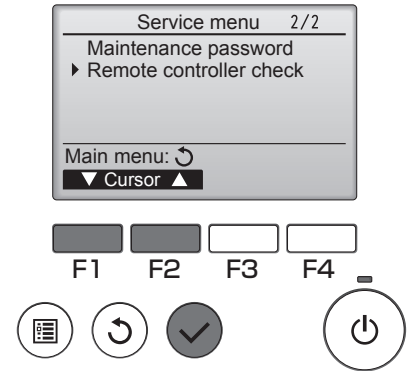 Service menu 2/2
Maintenance password
Remote controller check
Main menu:
Cursor
F1 F2 F3 F4